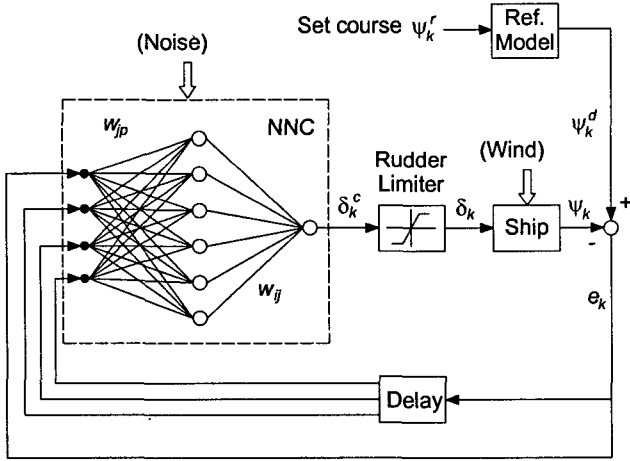 Set course ψ_k^r
Ref.
Model
(Noise)
w_jp
NNC
ψ_k^d
Rudder
Limiter
(Wind)
δ_k^c
δ_k
Ship
ψ_k
+
-
w_ij
e_k
Delay